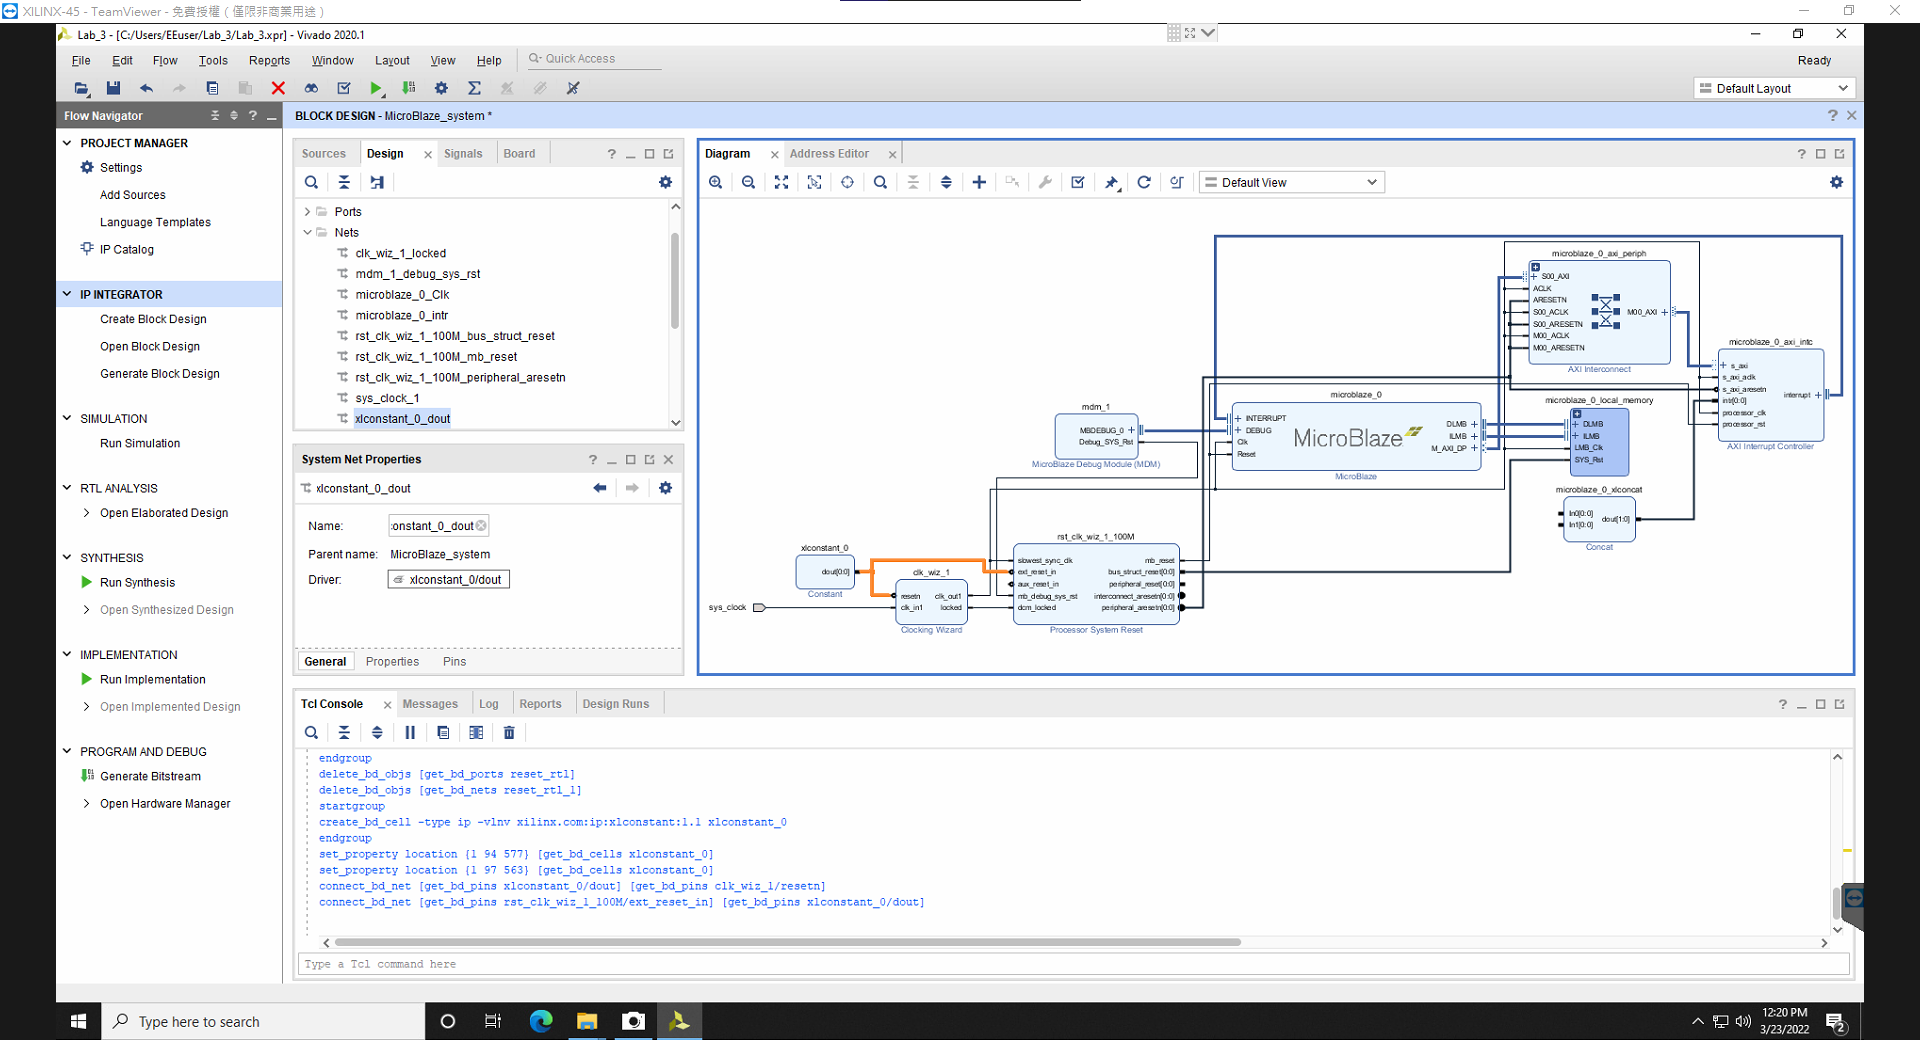 XILINX-45 - TeamViewer - 免費授權 ( 僅限非商業用途 )
Lab_3 - [C:/Users/EEuser/Lab_3/Lab_3.xpr] - Vivado 2020.1
File Edit Flow Tools Reports Window Layout View Help Quick Access
Ready
Default Layout
Flow Navigator
PROJECT MANAGER
Settings
Add Sources
Language Templates
IP Catalog
IP INTEGRATOR
Create Block Design
Open Block Design
Generate Block Design
SIMULATION
Run Simulation
RTL ANALYSIS
Open Elaborated Design
SYNTHESIS
Run Synthesis
Open Synthesized Design
IMPLEMENTATION
Run Implementation
Open Implemented Design
PROGRAM AND DEBUG
Generate Bitstream
Open Hardware Manager
BLOCK DESIGN - MicroBlaze_system *
Sources Design Signals Board
Ports
Nets
clk_wiz_1_locked
mdm_1_debug_sys_rst
microblaze_0_Clk
microblaze_0_intr
rst_clk_wiz_1_100M_bus_struct_reset
rst_clk_wiz_1_100M_mb_reset
rst_clk_wiz_1_100M_peripheral_aresetn
sys_clock_1
xlconstant_0_dout
System Net Properties
xlconstant_0_dout
Name: :onstant_0_dout
Parent name: MicroBlaze_system
Driver: xlconstant_0/dout
General Properties Pins
Diagram Address Editor
Default View
microblaze_0_axi_periph
S00_AXI
ACLK
ARESETN
S00_ACLK
S00_ARESETN
M00_ACLK
M00_ARESETN
M00_AXI
AXI Interconnect
microblaze_0_axi_intc
s_axi
s_axi_aclk
s_axi_aresetn
intr[0:0]
processor_clk
processor_rst
interrupt
AXI Interrupt Controller
microblaze_0
INTERRUPT
DEBUG
Clk
Reset
MicroBlaze
DLMB
ILMB
M_AXI_DP
MicroBlaze
microblaze_0_local_memory
DLMB
ILMB
LMB_Clk
SYS_Rst
mdm_1
MBDEBUG_0
Debug_SYS_Rst
MicroBlaze Debug Module (MDM)
microblaze_0_xlconcat
In0[0:0]
In1[0:0]
dout[1:0]
Concat
xlconstant_0
dout[0:0]
Constant
sys_clock
clk_wiz_1
resetn
clk_in1
clk_out1
locked
Clocking Wizard
rst_clk_wiz_1_100M
slowest_sync_clk
ext_reset_in
aux_reset_in
mb_debug_sys_rst
dcm_locked
mb_reset
bus_struct_reset[0:0]
peripheral_reset[0:0]
interconnect_aresetn[0:0]
peripheral_aresetn[0:0]
Processor System Reset
Tcl Console Messages Log Reports Design Runs
endgroup
delete_bd_objs [get_bd_ports reset_rtl]
delete_bd_objs [get_bd_nets reset_rtl_1]
startgroup
create_bd_cell -type ip -vlnv xilinx.com:ip:xlconstant:1.1 xlconstant_0
endgroup
set_property location {1 94 577} [get_bd_cells xlconstant_0]
set_property location {1 97 563} [get_bd_cells xlconstant_0]
connect_bd_net [get_bd_pins xlconstant_0/dout] [get_bd_pins clk_wiz_1/resetn]
connect_bd_net [get_bd_pins rst_clk_wiz_1_100M/ext_reset_in] [get_bd_pins xlconstant_0/dout]
Type a Tcl command here
Type here to search
12:20 PM
3/23/2022
2